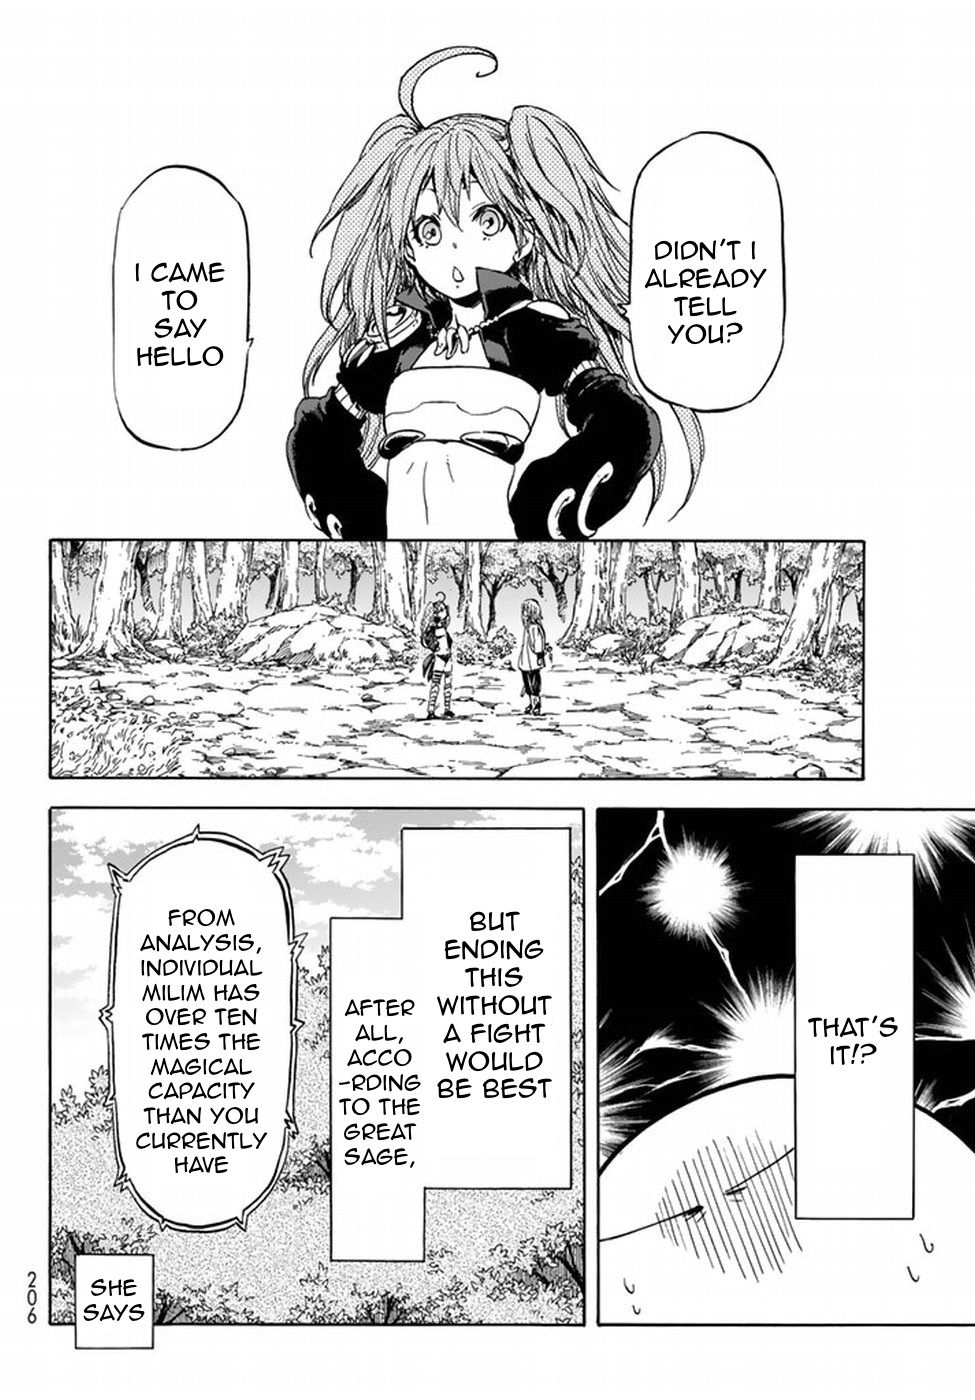 DIDN'T I
ALREADY
TELL
YOU?
I CAME
TO
SAY
HELLO
THAT'S
IT!?
BUT
ENDING
THIS
WITHOUT
A FIGHT
WOULD
BE BEST
AFTER
ALL,
ACCO
-RDING
TO THE
GREAT
SAGE,
FROM
ANALYSIS,
INDIVIDUAL
MILIM HAS
OVER TEN
TIMES THE
MAGICAL
CAPACITY
THAN YOU
CURRENTLY
HAVE
SHE
SAYS
206